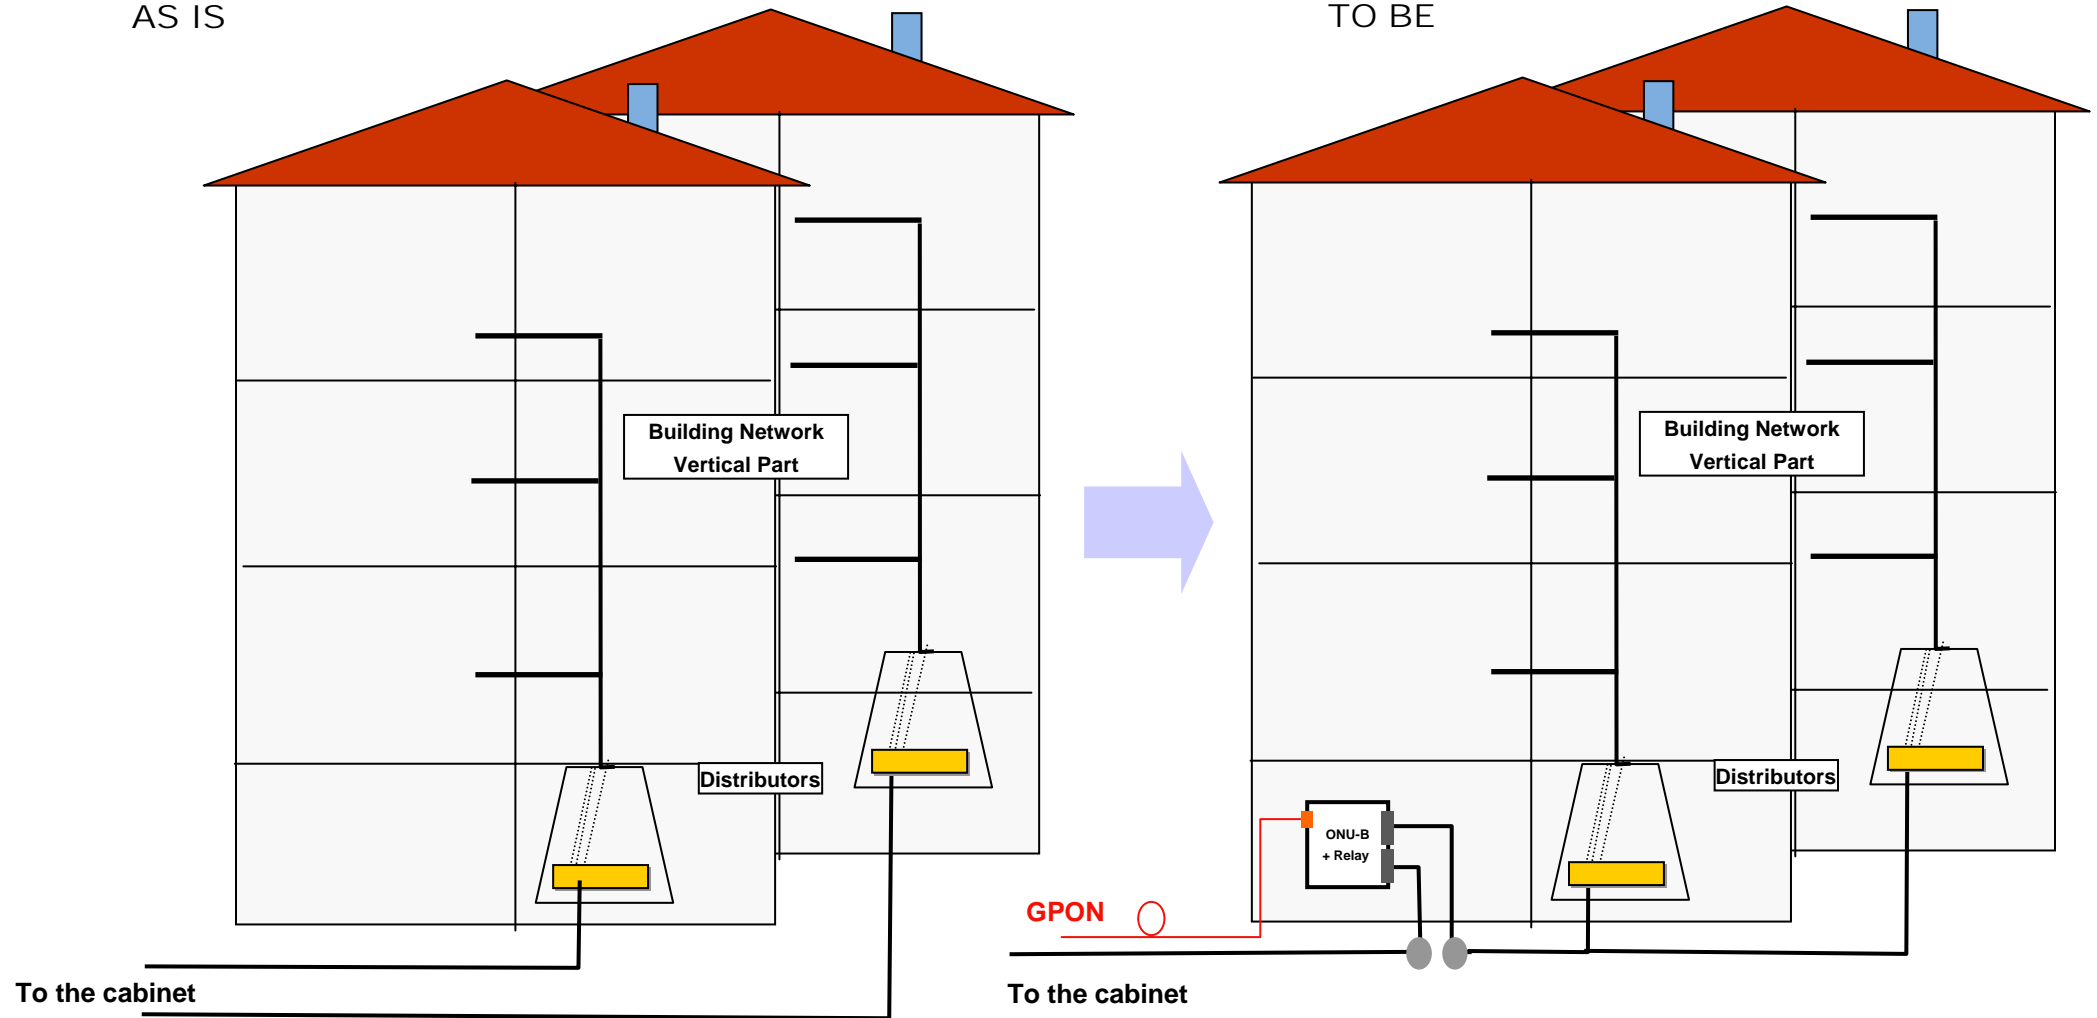 AS IS
TO BE
Building Network
Vertical Part
Distributors
To the cabinet
Building Network
Vertical Part
Distributors
ONU-B
+ Relay
GPON
To the cabinet